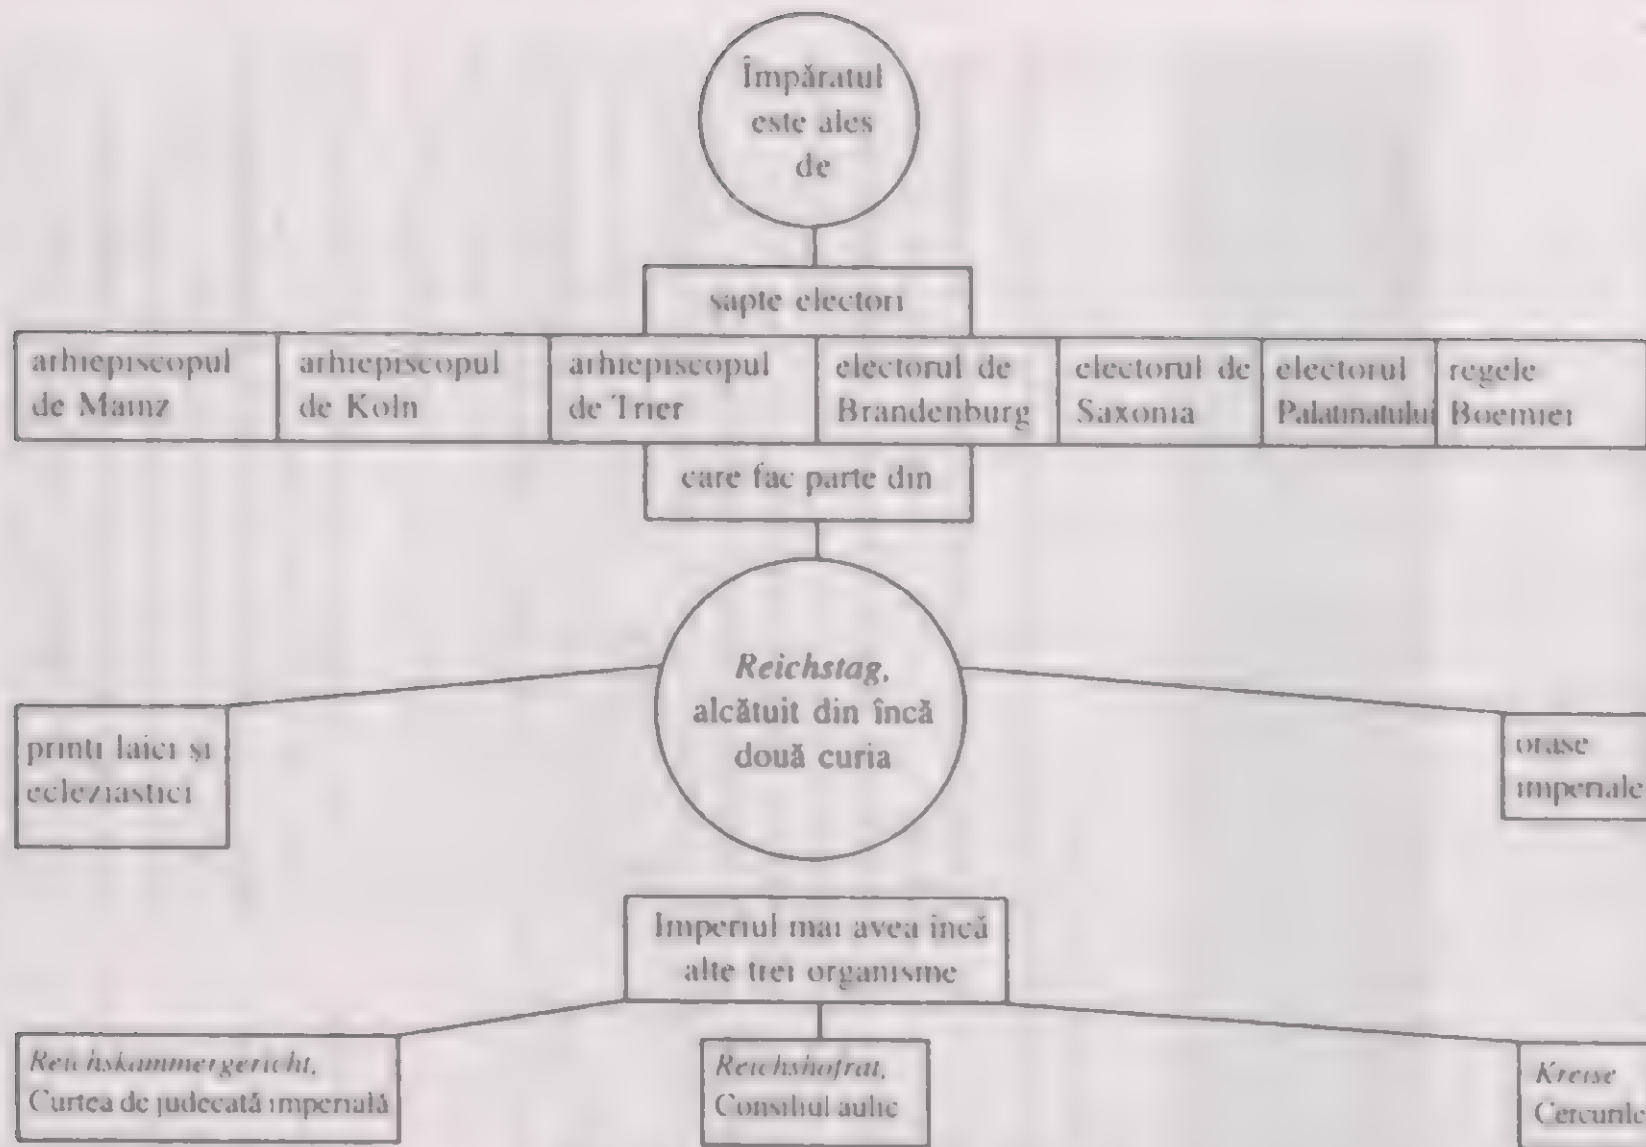 Împăratul
este ales
de
șapte electori
arhiepiscopul
de Mainz
arhiepiscopul
de Köln
arhiepiscopul
de Trier
electorul de
Brandenburg
electorul de
Saxonia
electorul
Palatinatului
regele
Boemiei
care fac parte din
Reichstag,
alcătuit din încă
două curia
prinți laici și
ecleziastici
orașe
imperiale
Imperiul mai avea încă
alte trei organisme
Reichskammergericht,
Curtea de judecată imperială
Reichshofrat,
Consiliul aulic
Kreise
Cercurile